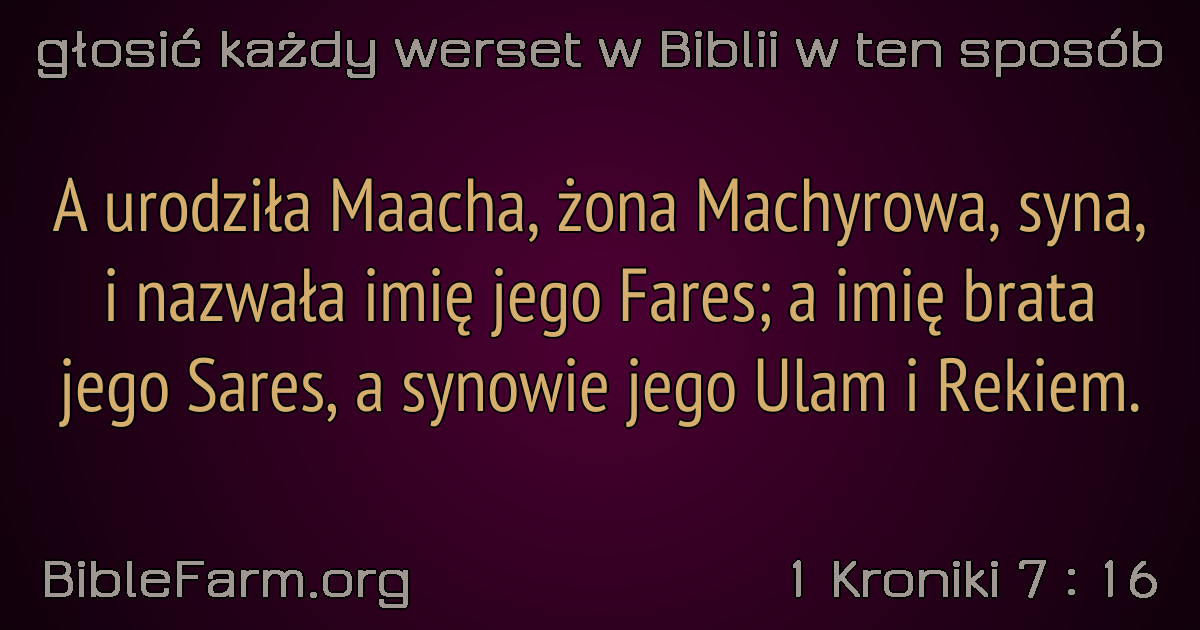 głosić każdy werset w Biblii w ten sposób
A urodziła Maacha, żona Machyrowa, syna,
i nazwała imię jego Fares; a imię brata
jego Sares, a synowie jego Ulam i Rekiem.
BibleFarm.org
1 Kroniki 7 : 16